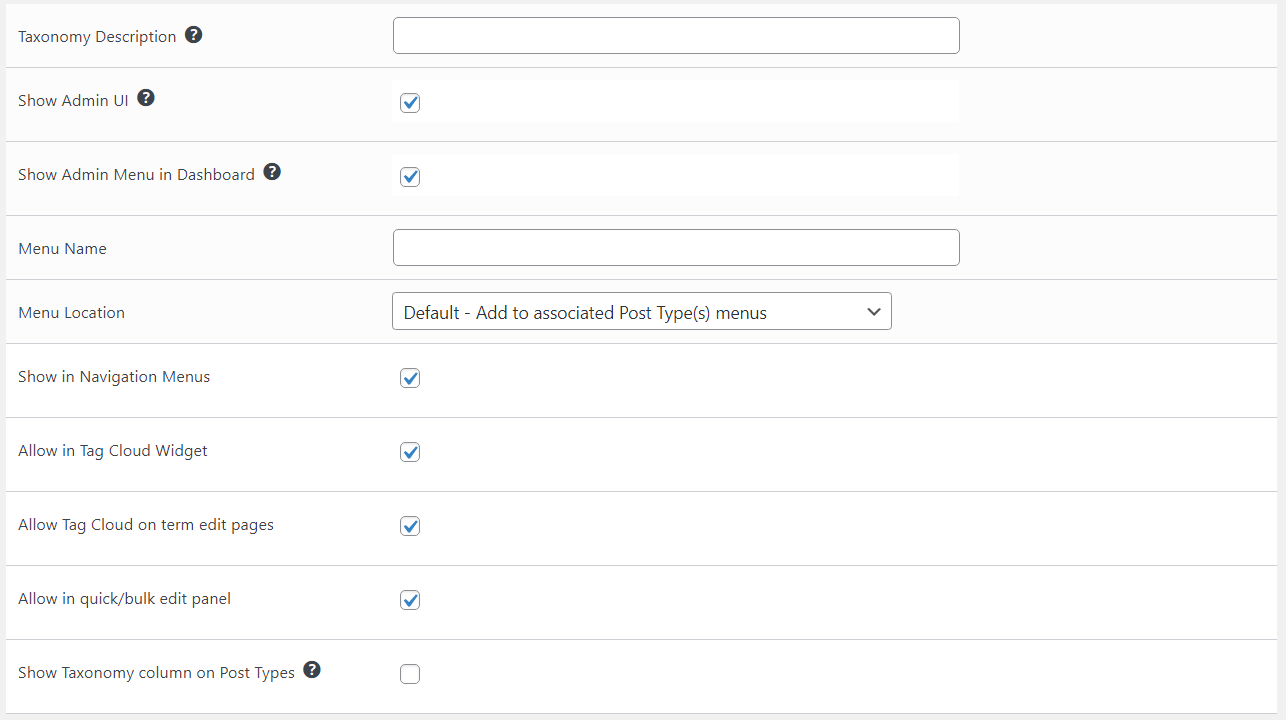 Taxonomy Description ?
Show Admin UI ?
Show Admin Menu in Dashboard ?
Menu Name
Menu Location Default - Add to associated Post Type(s) menus
Show in Navigation Menus
Allow in Tag Cloud Widget
Allow Tag Cloud on term edit pages
Allow in quick/bulk edit panel
Show Taxonomy column on Post Types ?